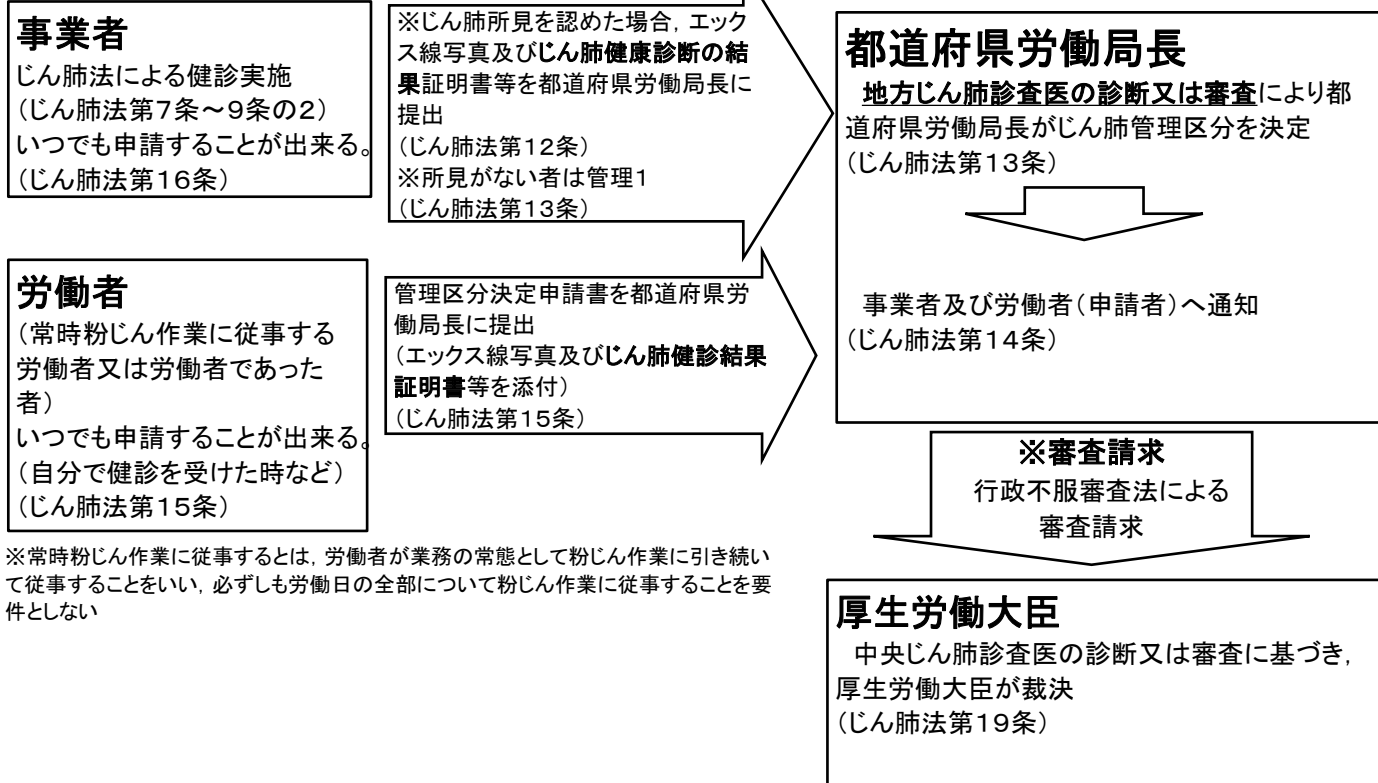 事業者
じん肺法による健診実施
(じん肺法第7条～9条の2)
いつでも申請することが出来る。
(じん肺法第16条)
※じん肺所見を認めた場合，エック
ス線写真及びじん肺健康診断の結
果証明書等を都道府県労働局長に
提出
(じん肺法第12条)
※所見がない者は管理1
(じん肺法第13条)
労働者
(常時粉じん作業に従事する
労働者又は労働者であった
者)
いつでも申請することが出来る。
(自分で健診を受けた時など)
(じん肺法第15条)
管理区分決定申請書を都道府県労
働局長に提出
(エックス線写真及びじん肺健診結果
証明書等を添付)
(じん肺法第15条)
※常時粉じん作業に従事するとは，労働者が業務の常態として粉じん作業に引き続い
て従事することをいい，必ずしも労働日の全部について粉じん作業に従事することを要
件としない
都道府県労働局長
地方じん肺診査医の診断又は審査により都
道府県労働局長がじん肺管理区分を決定
(じん肺法第13条)
事業者及び労働者(申請者)へ通知
(じん肺法第14条)
※審査請求
行政不服審査法による
審査請求
厚生労働大臣
中央じん肺診査医の診断又は審査に基づき，
厚生労働大臣が裁決
(じん肺法第19条)